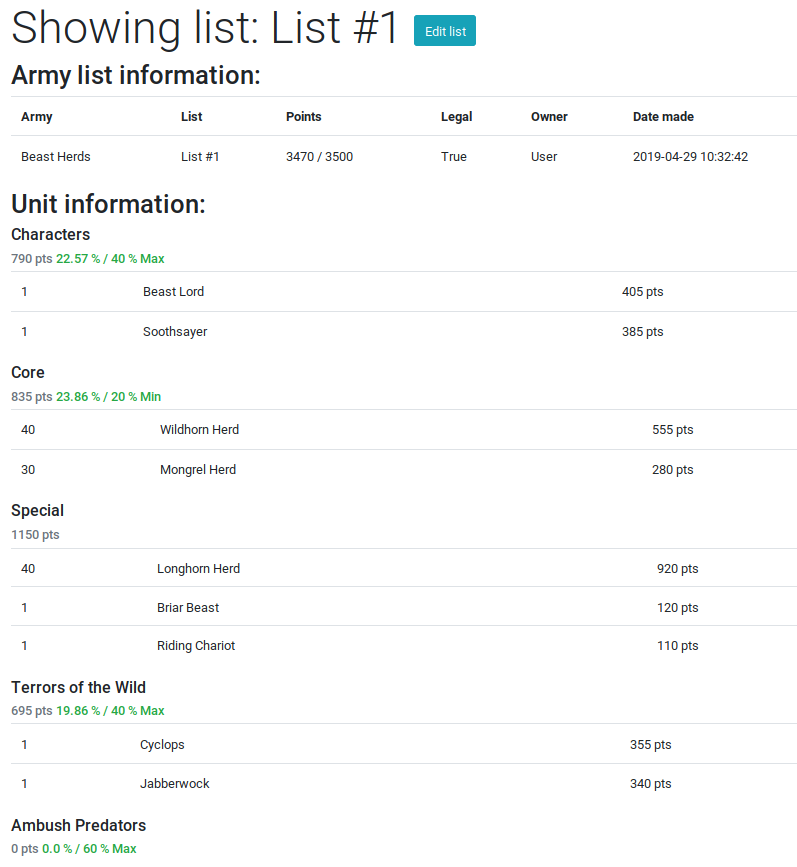 Showing list: List #1 Edit list
Army list information:
Army List Points Legal Owner Date made
Beast Herds List #1 3470 / 3500 True User 2019-04-29 10:32:42
Unit information:
Characters
790 pts 22.57 % / 40 % Max
1 Beast Lord 405 pts
1 Soothsayer 385 pts
Core
835 pts 23.86 % / 20 % Min
40 Wildhorn Herd 555 pts
30 Mongrel Herd 280 pts
Special
1150 pts
40 Longhorn Herd 920 pts
1 Briar Beast 120 pts
1 Riding Chariot 110 pts
Terrors of the Wild
695 pts 19.86 % / 40 % Max
1 Cyclops 355 pts
1 Jabberwock 340 pts
Ambush Predators
0 pts 0.0 % / 60 % Max